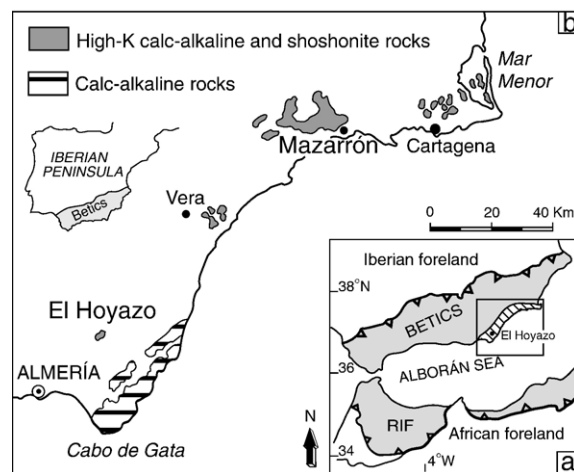 b
High-K calc-alkaline and shoshonite rocks
Calc-alkaline rocks
Mar
Menor
IBERIAN
PENINSULA
Betics
Mazarrón
Cartagena
Vera
0 20 40 Km
El Hoyazo
ALMERÍA
Cabo de Gata
Iberian foreland
38°N
BETICS
El Hoyazo
36
ALBORÁN SEA
RIF
African foreland
34
4°W
N
a